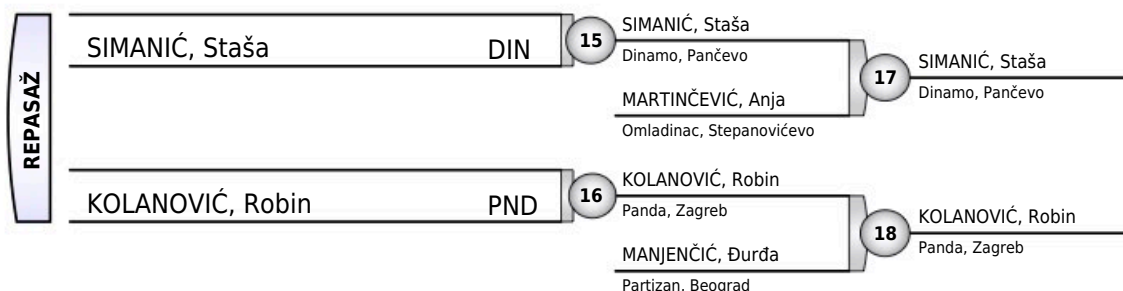 REPASAŽ
SIMANIĆ, Staša DIN
15
SIMANIĆ, Staša
Dinamo, Pančevo
MARTINČEVIĆ, Anja
Omladinac, Stepanovićevo
17
SIMANIĆ, Staša
Dinamo, Pančevo
KOLANOVIĆ, Robin PND
16
KOLANOVIĆ, Robin
Panda, Zagreb
MANJENČIĆ, Đurđa
Partizan, Beograd
18
KOLANOVIĆ, Robin
Panda, Zagreb